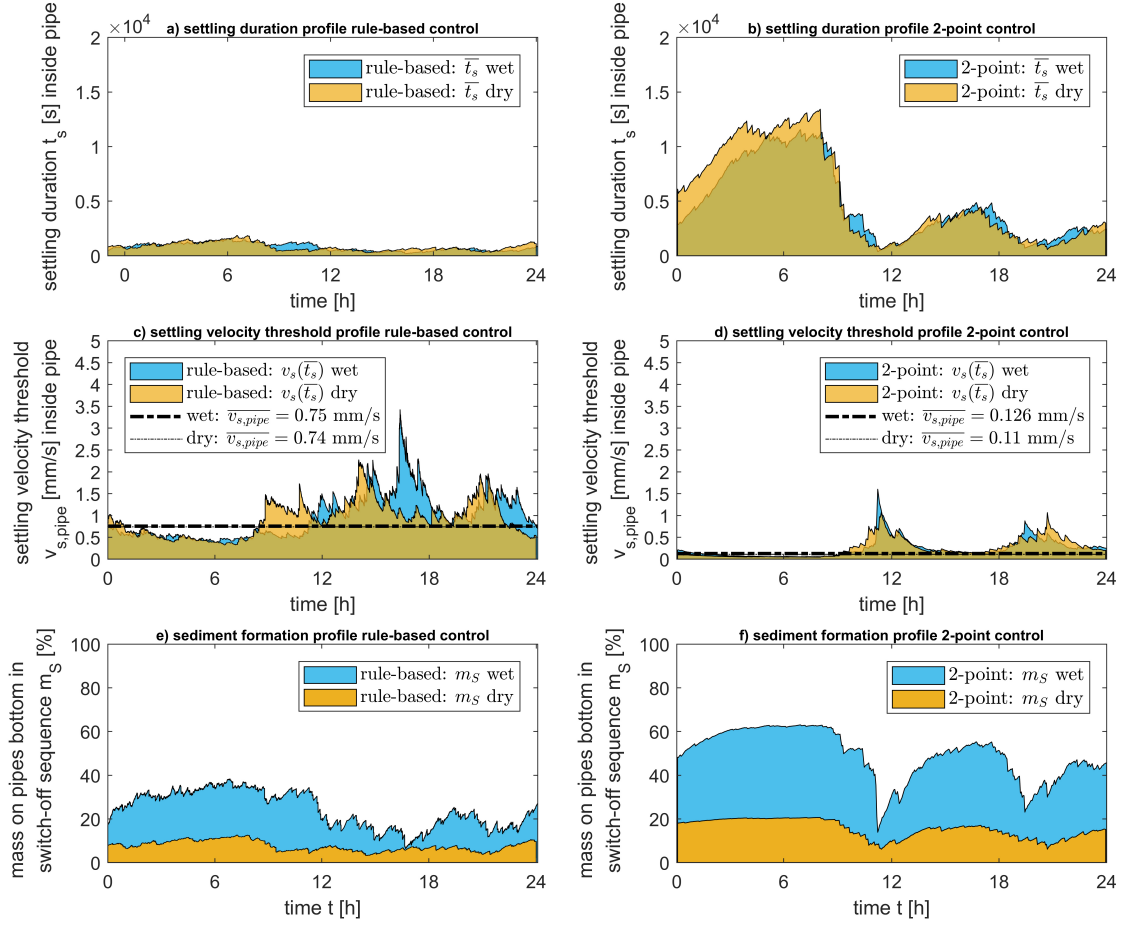 a) settling duration profile rule-based control
×10⁴
settling duration t_s [s] inside pipe
2
1.5
1
0.5
0
rule-based: t̅_s̅ wet
rule-based: t̅_s̅ dry
0 6 12 18 24
time [h]
b) settling duration profile 2-point control
×10⁴
settling duration t_s [s] inside pipe
2
1.5
1
0.5
0
2-point: t̅_s̅ wet
2-point: t̅_s̅ dry
0 6 12 18 24
time [h]
c) settling velocity threshold profile rule-based control
settling velocity threshold
v_s,pipe [mm/s] inside pipe
5
4.5
4
3.5
3
2.5
2
1.5
1
0.5
0
rule-based: v_s(t̅_s̅) wet
rule-based: v_s(t̅_s̅) dry
wet: v̅_s,pipe = 0.75 mm/s
dry: v̅_s,pipe = 0.74 mm/s
0 6 12 18 24
time [h]
d) settling velocity threshold profile 2-point control
settling velocity threshold
v_s,pipe [mm/s] inside pipe
5
4.5
4
3.5
3
2.5
2
1.5
1
0.5
0
2-point: v_s(t̅_s̅) wet
2-point: v_s(t̅_s̅) dry
wet: v̅_s,pipe = 0.126 mm/s
dry: v̅_s,pipe = 0.11 mm/s
0 6 12 18 24
time [h]
e) sediment formation profile rule-based control
mass on pipes bottom in
switch-off sequence m_S [%]
100
80
60
40
20
0
rule-based: m_S wet
rule-based: m_S dry
0 6 12 18 24
time t [h]
f) sediment formation profile 2-point control
mass on pipes bottom in
switch-off sequence m_S [%]
100
80
60
40
20
0
2-point: m_S wet
2-point: m_S dry
0 6 12 18 24
time t [h]